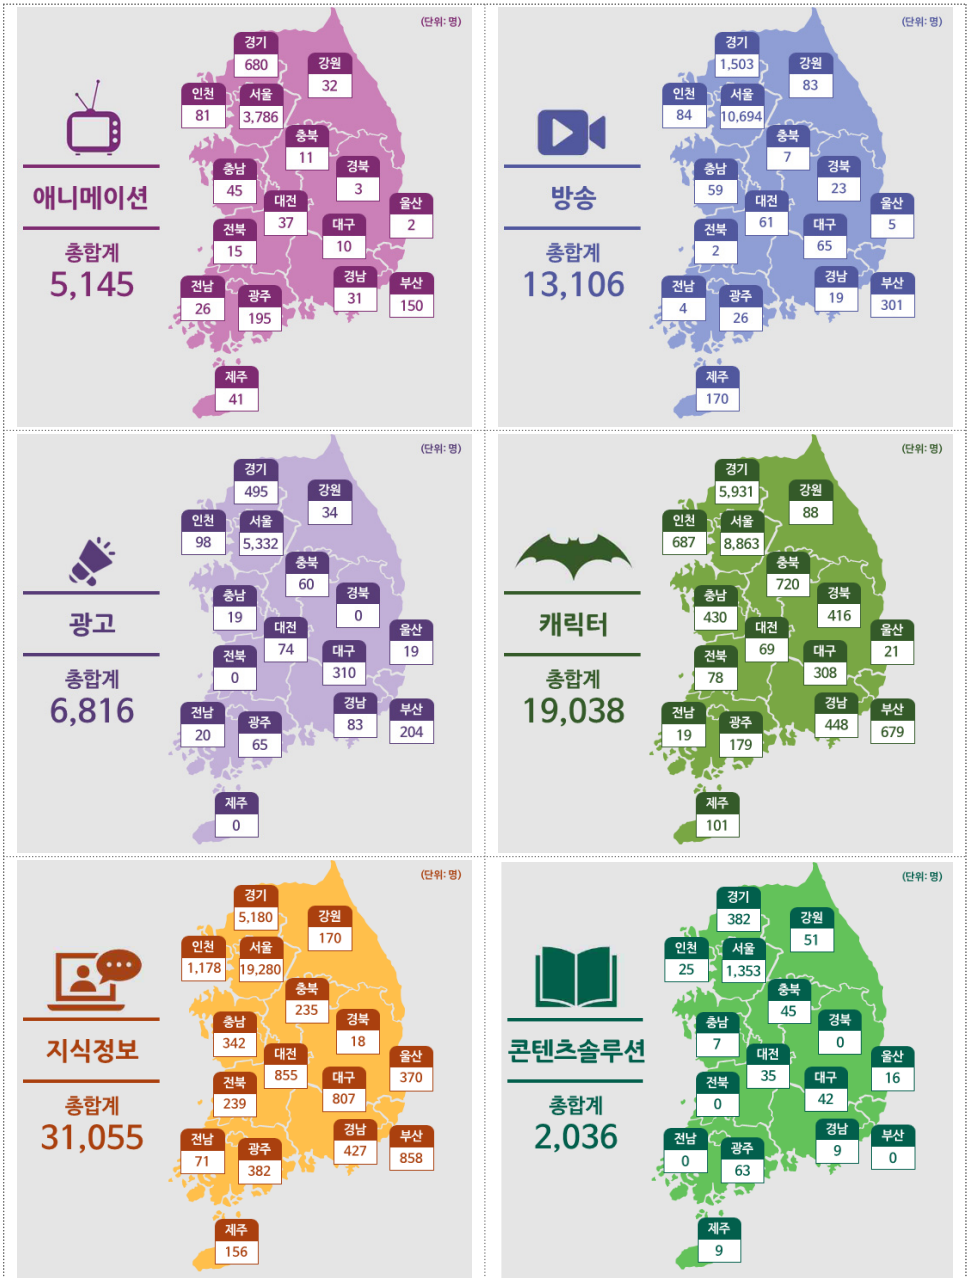 (단위: 명)
경기
680
강원
32
인천
81
서울
3,786
충북
11
충남
45
경북
3
대전
37
울산
2
전북
15
대구
10
전남
26
광주
195
경남
31
부산
150
제주
41
애니메이션
총합계
5,145
(단위: 명)
경기
1,503
강원
83
인천
84
서울
10,694
충북
7
충남
59
경북
23
대전
61
울산
5
전북
2
대구
65
전남
4
광주
26
경남
19
부산
301
제주
170
방송
총합계
13,106
(단위: 명)
경기
495
강원
34
인천
98
서울
5,332
충북
60
충남
19
경북
0
대전
74
울산
19
전북
0
대구
310
전남
20
광주
65
경남
83
부산
204
제주
0
광고
총합계
6,816
(단위: 명)
경기
5,931
강원
88
인천
687
서울
8,863
충북
720
충남
430
경북
416
대전
69
울산
21
전북
78
대구
308
전남
19
광주
179
경남
448
부산
679
제주
101
캐릭터
총합계
19,038
(단위: 명)
경기
5,180
강원
170
인천
1,178
서울
19,280
충북
235
충남
342
경북
18
대전
855
울산
370
전북
239
대구
807
전남
71
광주
382
경남
427
부산
858
제주
156
지식정보
총합계
31,055
(단위: 명)
경기
382
강원
51
인천
25
서울
1,353
충북
45
충남
7
경북
0
대전
35
울산
16
전북
0
대구
42
전남
0
광주
63
경남
9
부산
0
제주
9
콘텐츠솔루션
총합계
2,036